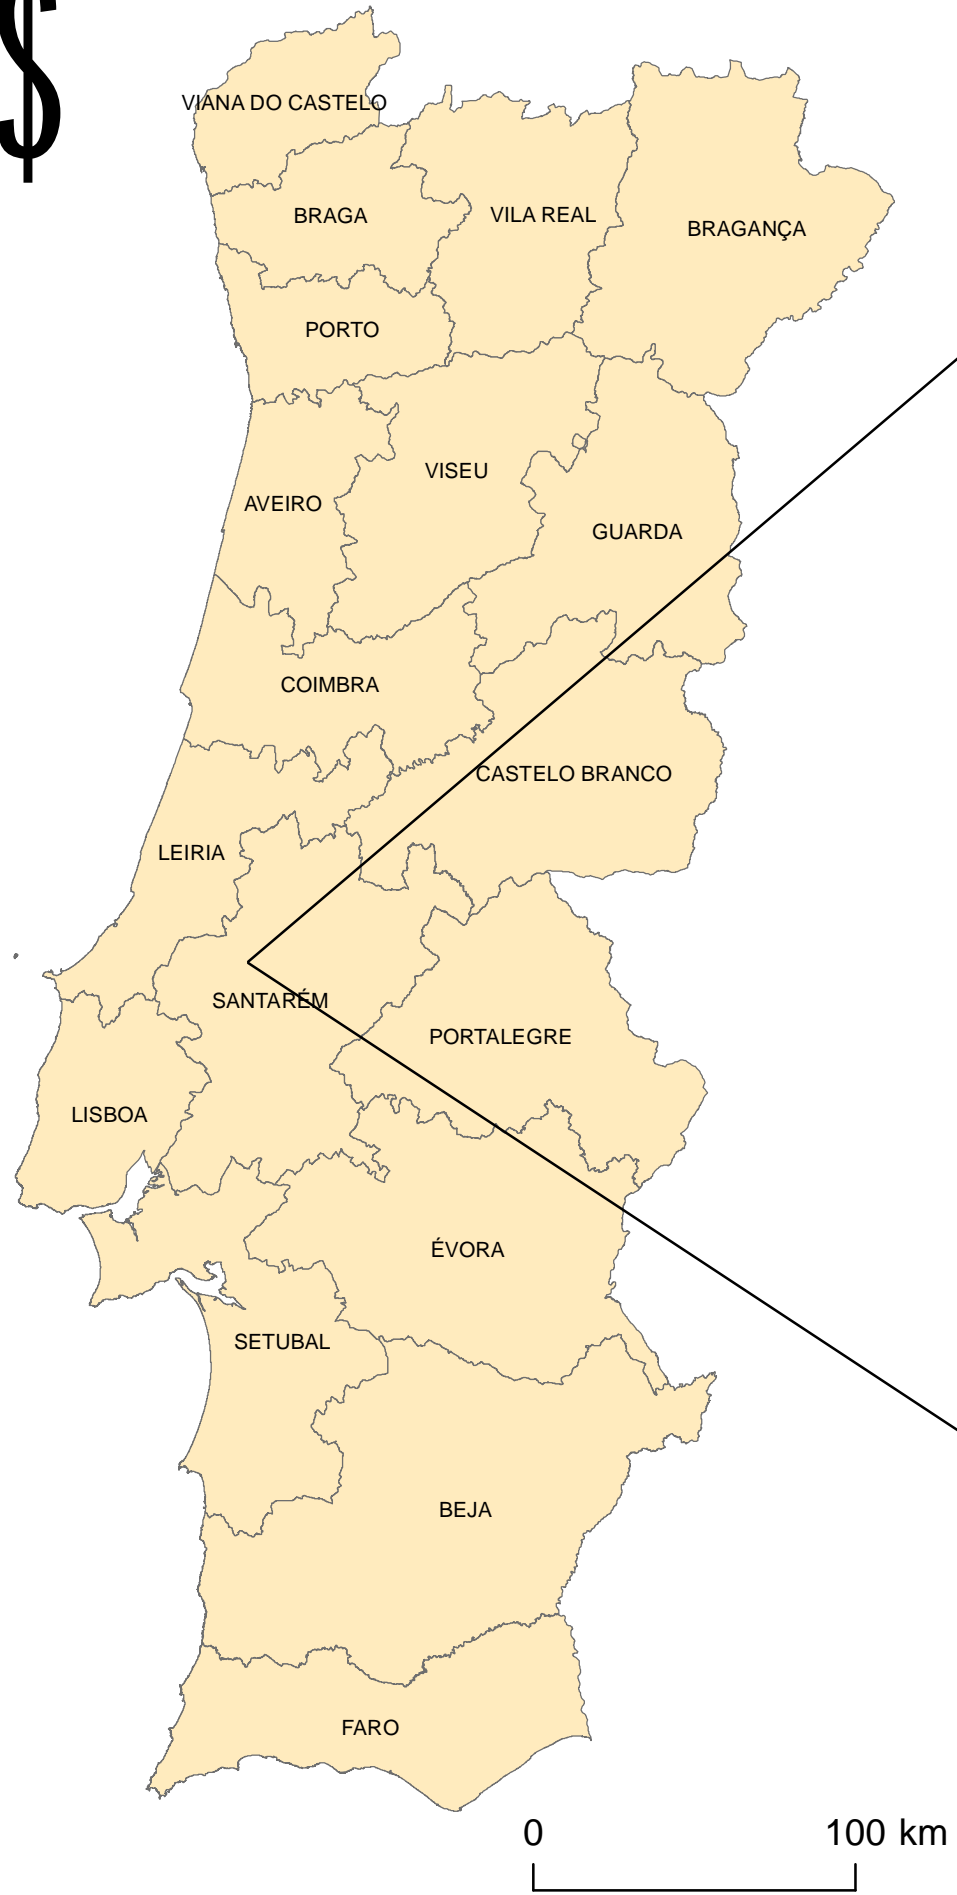 $
VIANA DO CASTELO
BRAGA
VILA REAL
BRAGANÇA
PORTO
VISEU
AVEIRO
GUARDA
COIMBRA
CASTELO BRANCO
LEIRIA
SANTARÉM
PORTALEGRE
LISBOA
ÉVORA
SETUBAL
BEJA
FARO
0 100 km